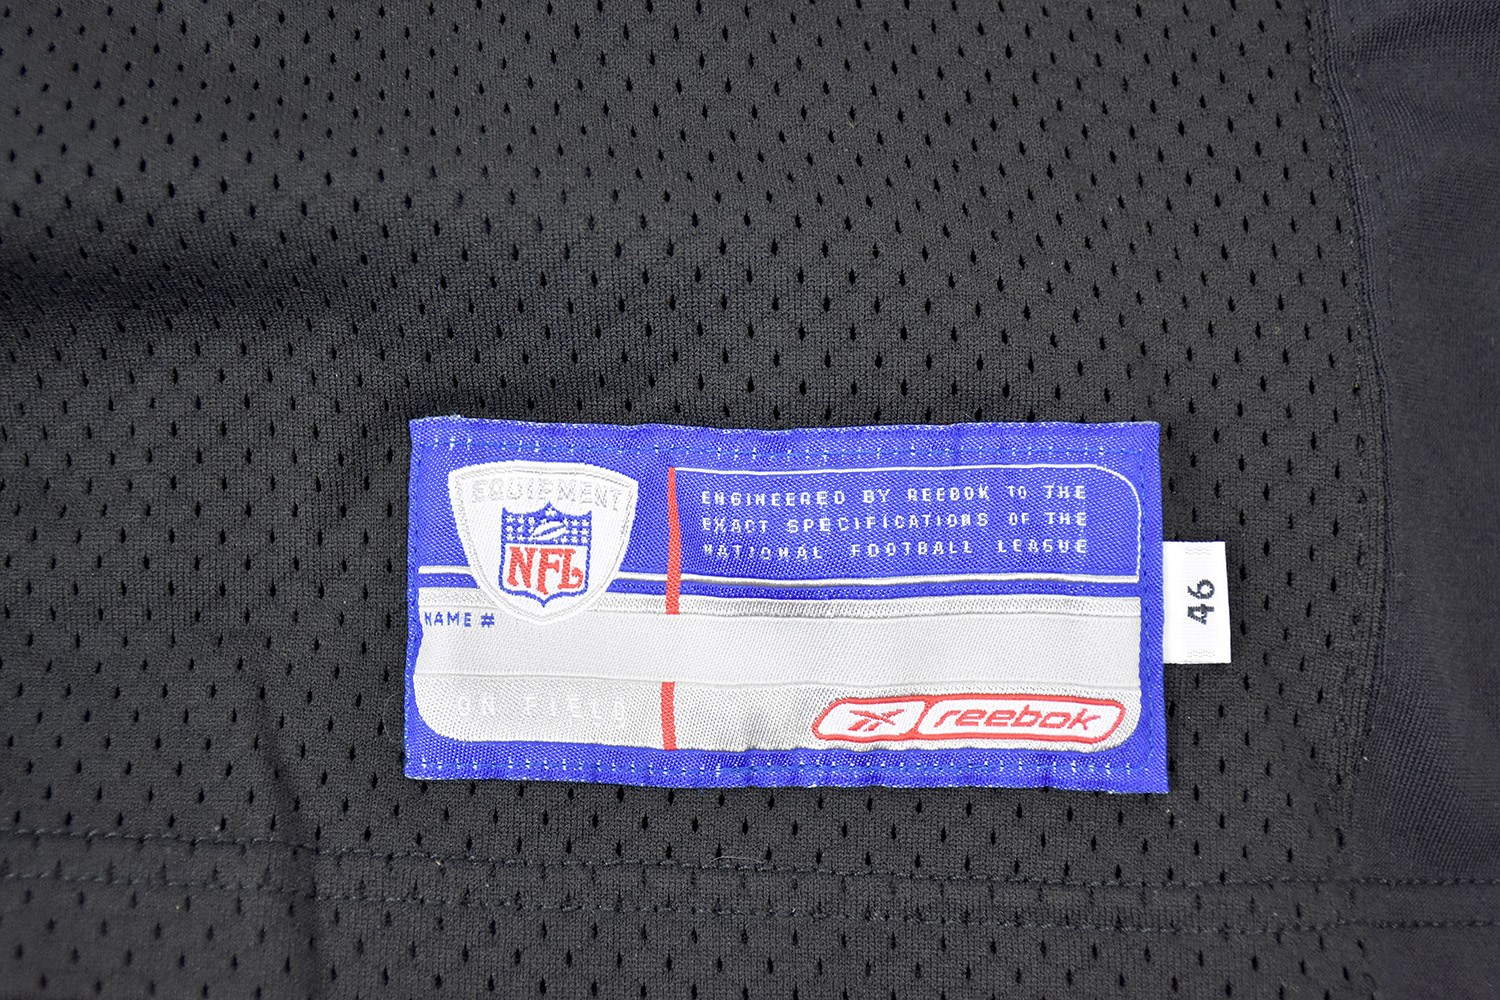 EQUIPMENT
NFL
ENGINEERED BY REEBOK TO THE
EXACT SPECIFICATIONS OF THE
NATIONAL FOOTBALL LEAGUE
NAME #
46
ON FIELD
reebok